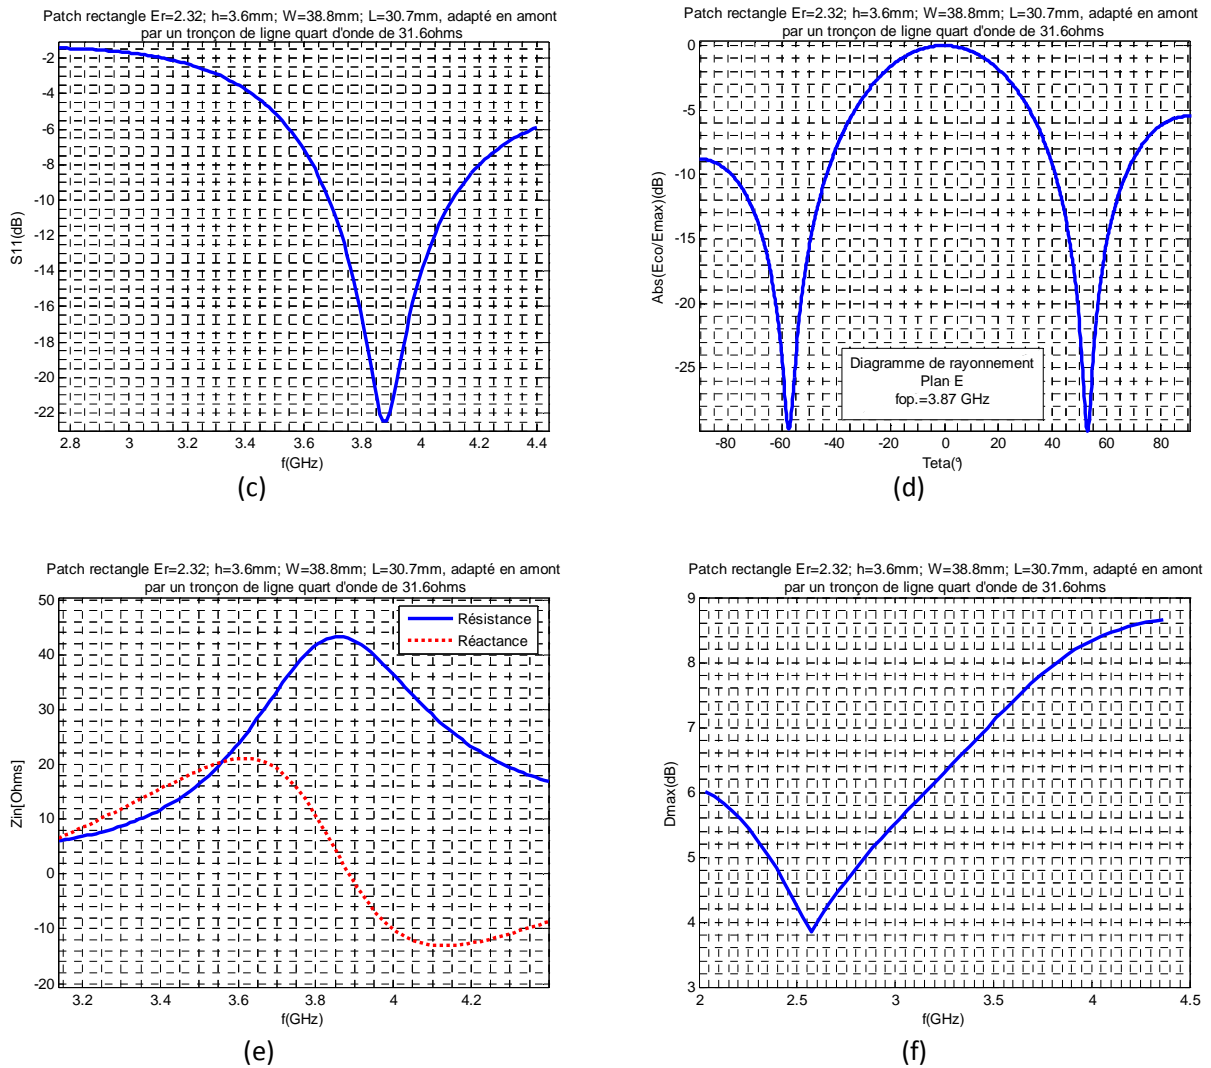 Patch rectangle Er=2.32; h=3.6mm; W=38.8mm; L=30.7mm, adapté en amont
par un tronçon de ligne quart d'onde de 31.6ohms
-2
-4
-6
-8
-10
-12
-14
-16
-18
-20
-22
S11(dB)
2.8 3 3.2 3.4 3.6 3.8 4 4.2 4.4
f(GHz)
(c)
Patch rectangle Er=2.32; h=3.6mm; W=38.8mm; L=30.7mm, adapté en amont
par un tronçon de ligne quart d'onde de 31.6ohms
0
-5
-10
-15
-20
-25
Abs(Eco/Emax)(dB)
Diagramme de rayonnement
Plan E
fop.=3.87 GHz
-80 -60 -40 -20 0 20 40 60 80
Teta(º)
(d)
Patch rectangle Er=2.32; h=3.6mm; W=38.8mm; L=30.7mm, adapté en amont
par un tronçon de ligne quart d'onde de 31.6ohms
50
40
30
20
10
0
-10
-20
Zin[Ohms)
Résistance
Réactance
3.2 3.4 3.6 3.8 4 4.2
f(GHz)
(e)
Patch rectangle Er=2.32; h=3.6mm; W=38.8mm; L=30.7mm, adapté en amont
par un tronçon de ligne quart d'onde de 31.6ohms
9
8
7
6
5
4
3
Dmax(dB)
2 2.5 3 3.5 4 4.5
f(GHz)
(f)